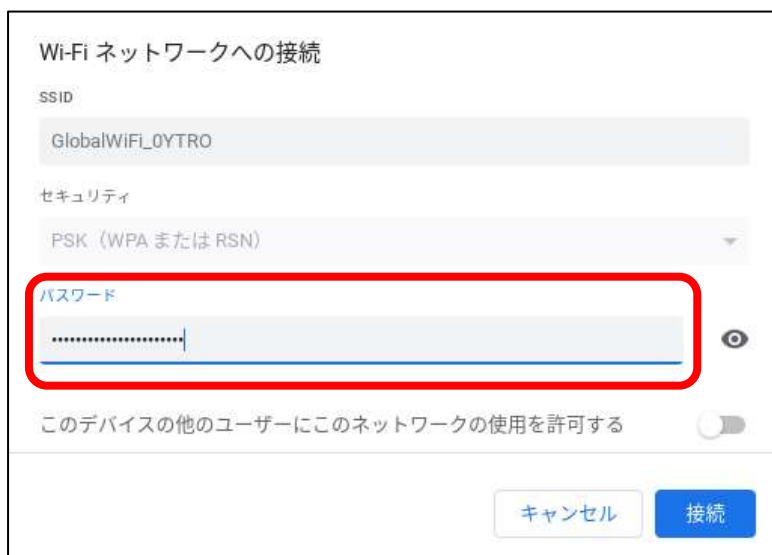 Wi-Fi ネットワークへの接続
SSID
GlobalWiFi_0YTRO
セキュリティ
PSK（WPA または RSN）
パスワード
••••••••••••••••••••••
このデバイスの他のユーザーにこのネットワークの使用を許可する
キャンセル 接続